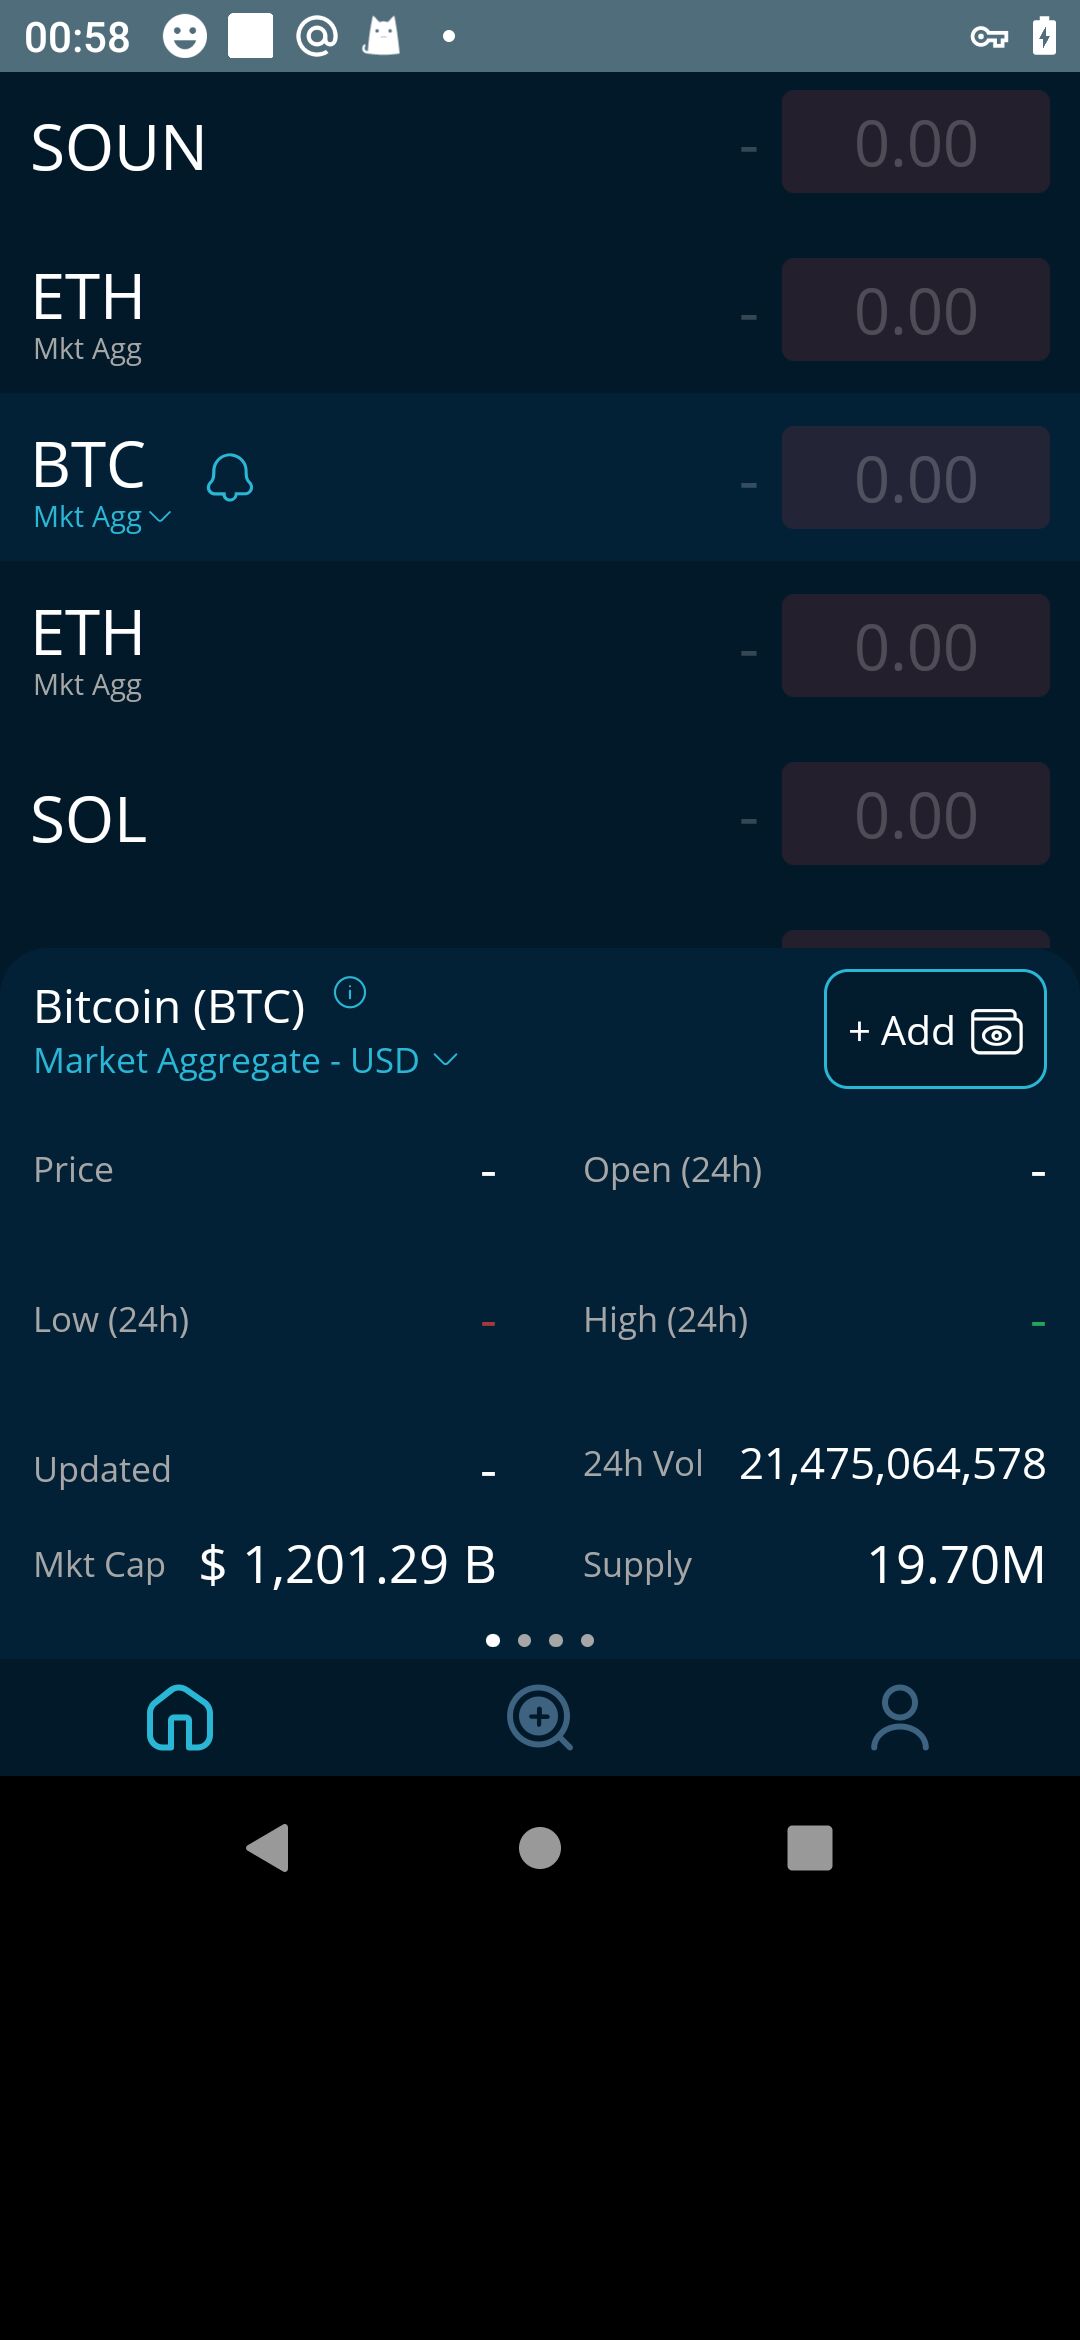 00:58
SOUN - 0.00
ETH
Mkt Agg
- 0.00
BTC
Mkt Agg
- 0.00
ETH
Mkt Agg
- 0.00
SOL - 0.00
Bitcoin (BTC)
Market Aggregate - USD
+ Add
Price - Open (24h) -
Low (24h) - High (24h) -
Updated - 24h Vol 21,475,064,578
Mkt Cap $ 1,201.29 B Supply 19.70M